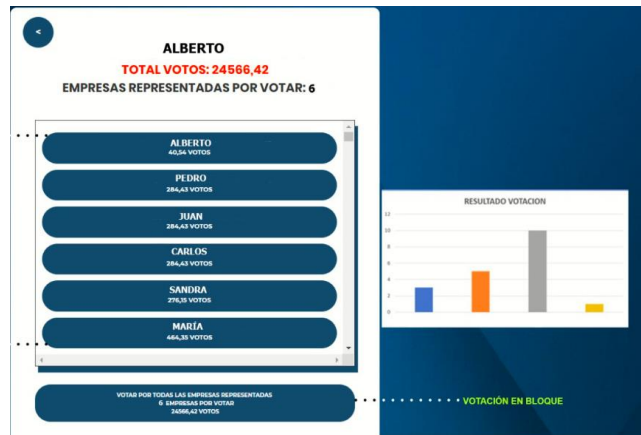 <
ALBERTO
TOTAL VOTOS: 24566,42
EMPRESAS REPRESENTADAS POR VOTAR: 6
ALBERTO
40,54 VOTOS
PEDRO
284,43 VOTOS
JUAN
284,43 VOTOS
CARLOS
284,43 VOTOS
SANDRA
276,15 VOTOS
MARÍA
464,35 VOTOS
VOTAR POR TODAS LAS EMPRESAS REPRESENTADAS
6 EMPRESAS POR VOTAR
24566,42 VOTOS
RESULTADO VOTACION
12
10
8
6
4
2
0
VOTACIÓN EN BLOQUE